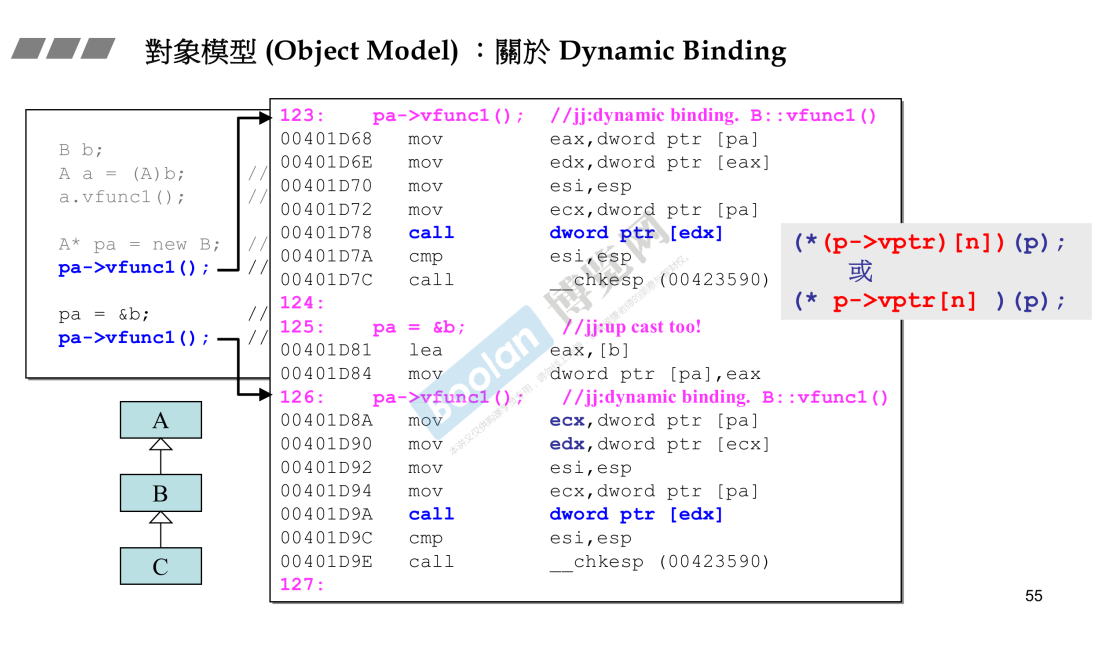 對象模型 (Object Model) ：關於 Dynamic Binding
B b;
A a = (A)b; //
a.vfunc1(); //
A* pa = new B; //
pa->vfunc1(); //
pa = &b; //
pa->vfunc1(); //
A
B
C
123: pa->vfunc1(); //jj:dynamic binding. B::vfunc1()
00401D68 mov eax,dword ptr [pa]
00401D6E mov edx,dword ptr [eax]
00401D70 mov esi,esp
00401D72 mov ecx,dword ptr [pa]
00401D78 call dword ptr [edx]
00401D7A cmp esi,esp
00401D7C call __chkesp (00423590)
124:
125: pa = &b; //jj:up cast too!
00401D81 lea eax,[b]
00401D84 mov dword ptr [pa],eax
126: pa->vfunc1(); //jj:dynamic binding. B::vfunc1()
00401D8A mov ecx,dword ptr [pa]
00401D90 mov edx,dword ptr [ecx]
00401D92 mov esi,esp
00401D94 mov ecx,dword ptr [pa]
00401D9A call dword ptr [edx]
00401D9C cmp esi,esp
00401D9E call __chkesp (00423590)
127:
(*(p->vptr)[n])(p);
或
(* p->vptr[n] )(p);
boolan
博览网
55